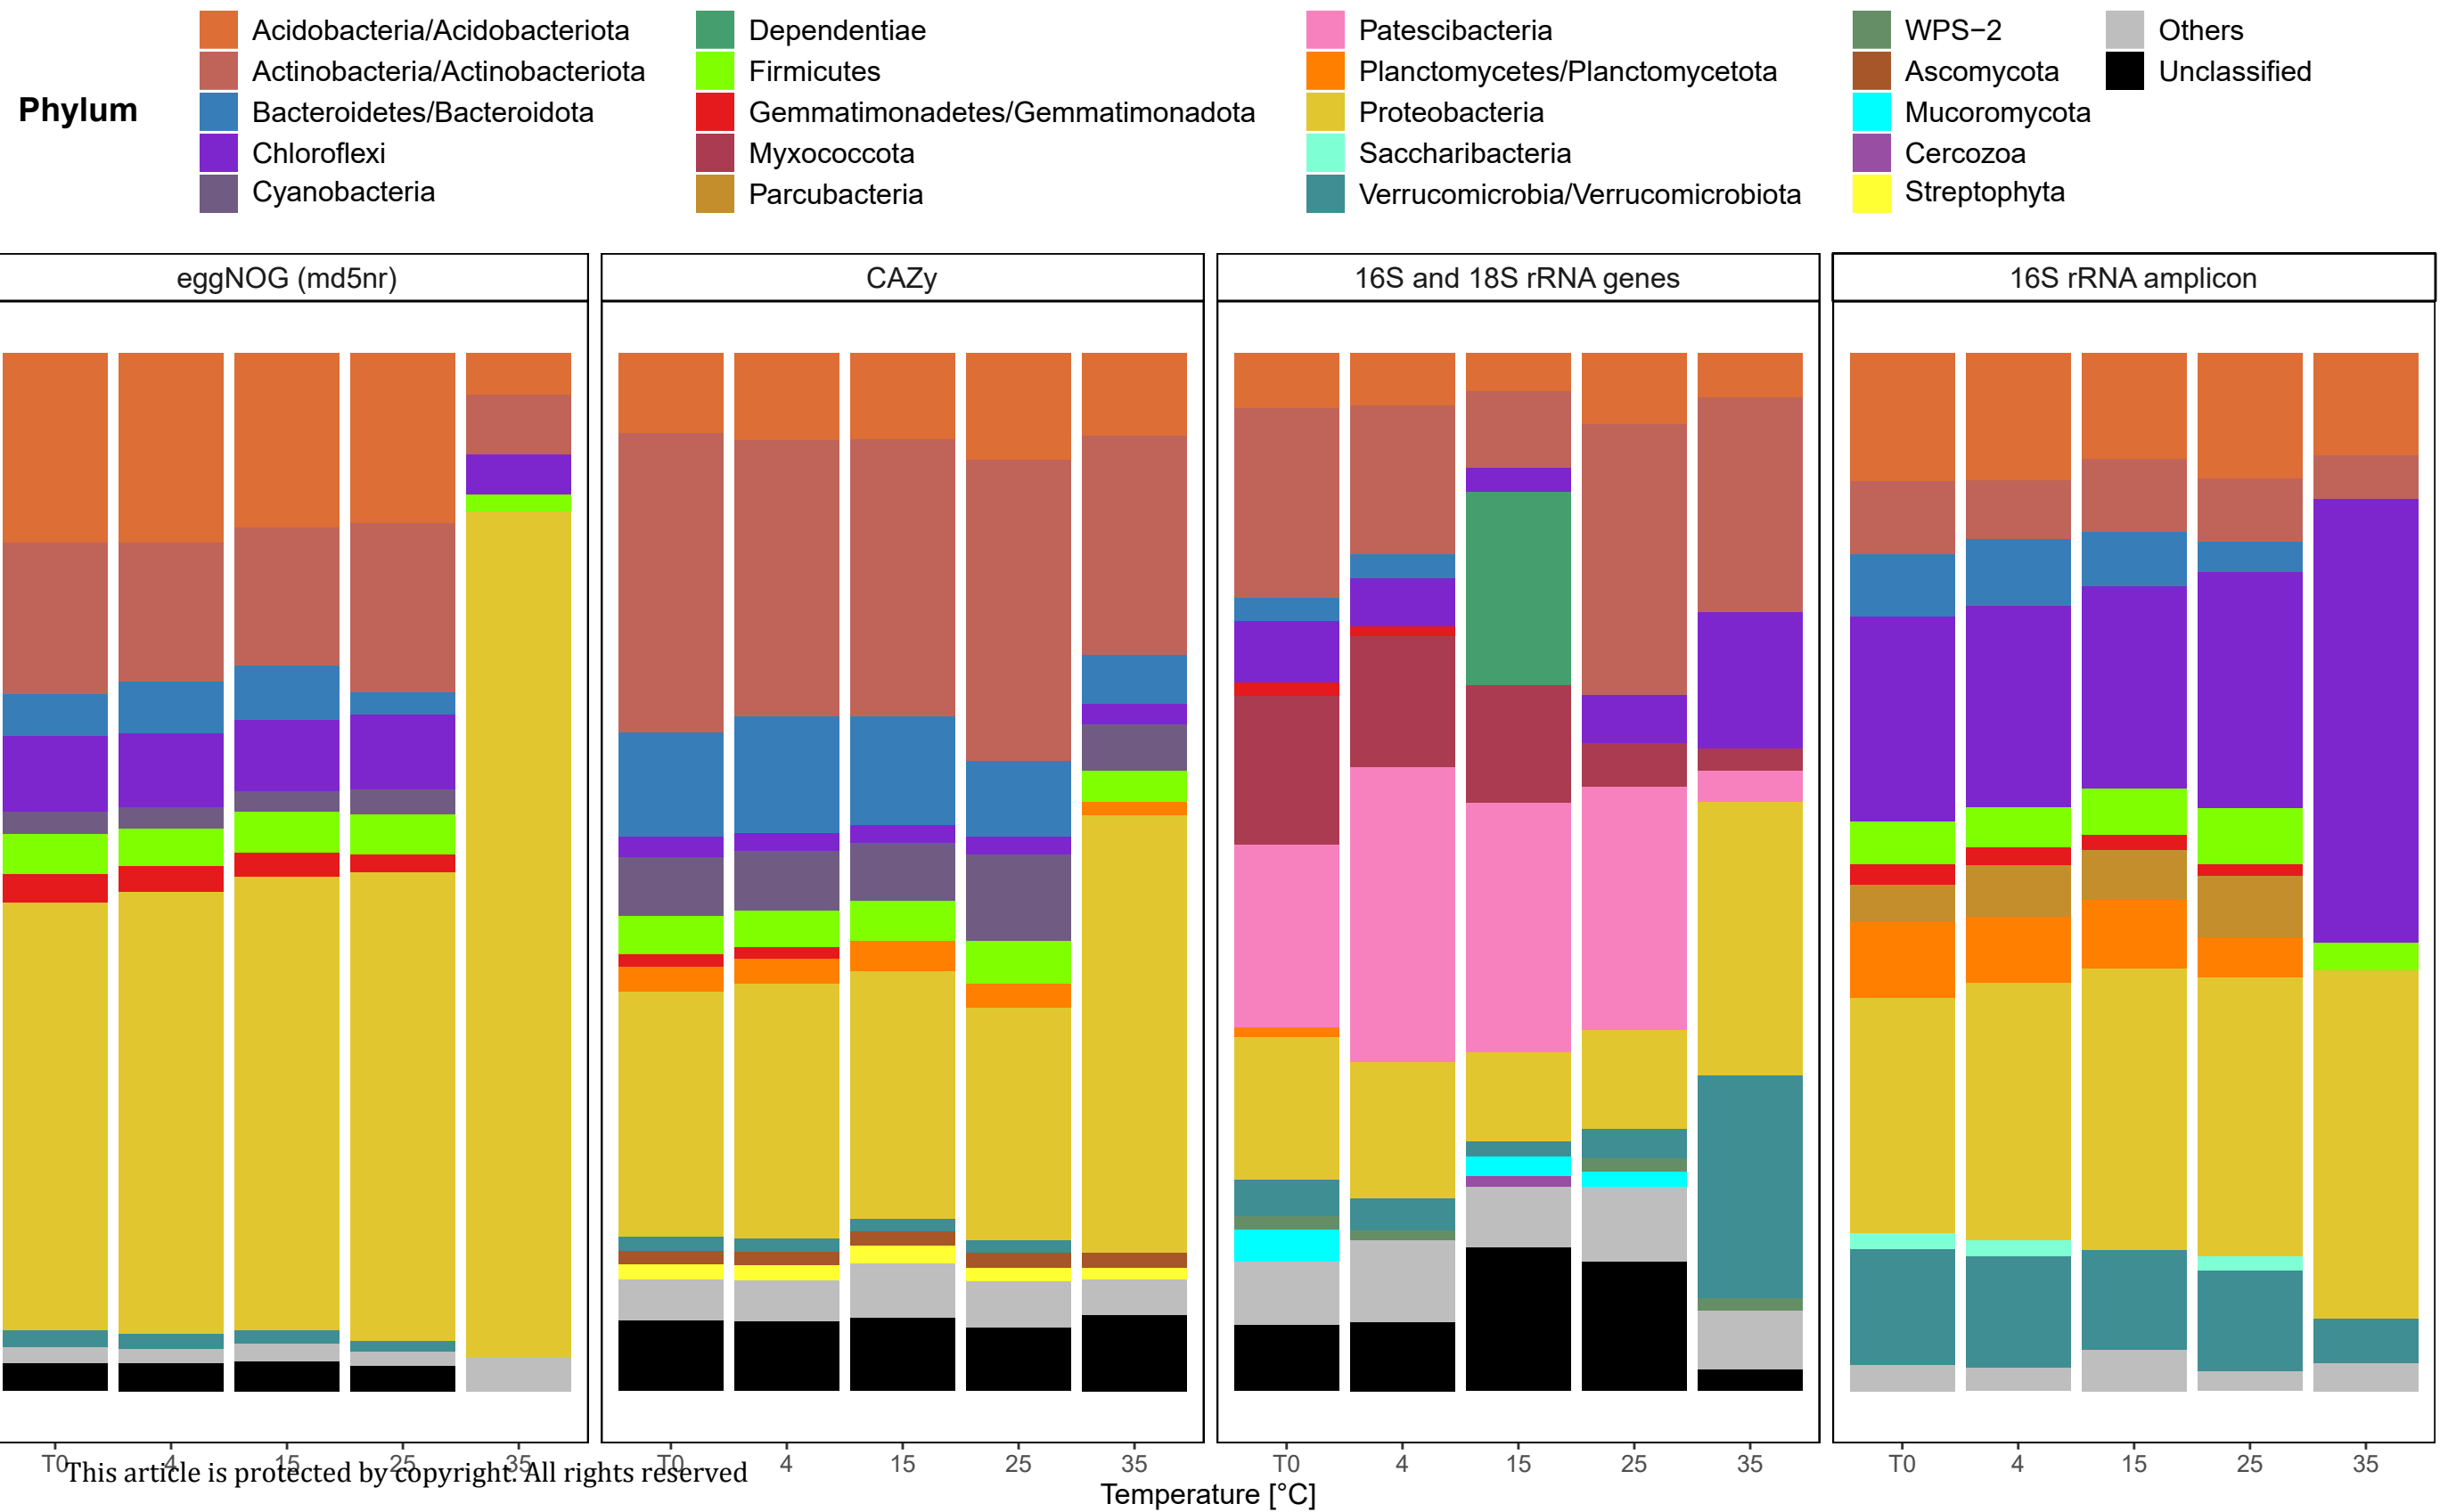 Phylum
Acidobacteria/Acidobacteriota
Actinobacteria/Actinobacteriota
Bacteroidetes/Bacteroidota
Chloroflexi
Cyanobacteria
Dependentiae
Firmicutes
Gemmatimonadetes/Gemmatimonadota
Myxococcota
Parcubacteria
Patescibacteria
Planctomycetes/Planctomycetota
Proteobacteria
Saccharibacteria
Verrucomicrobia/Verrucomicrobiota
WPS−2
Ascomycota
Mucoromycota
Cercozoa
Streptophyta
Others
Unclassified
eggNOG (md5nr)
CAZy
16S and 18S rRNA genes
16S rRNA amplicon
T0 4 15 25 35
T0 4 15 25 35
T0 4 15 25 35
T0 4 15 25 35
This article is protected by copyright. All rights reserved
Temperature [°C]